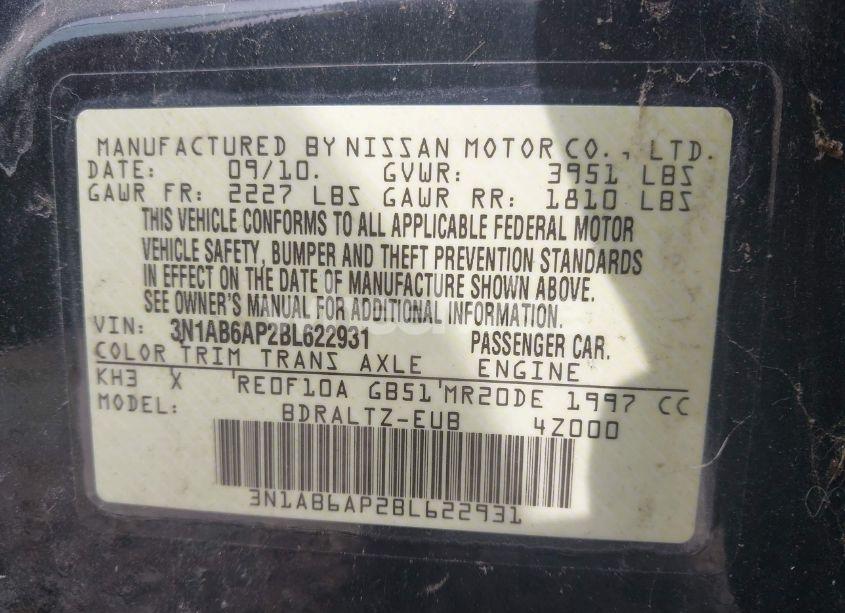 MANUFACTURED BY NISSAN MOTOR CO., LTD.
DATE: 09/10. GVWR: 3951 LBS
GAWR FR: 2227 LBS GAWR RR: 1810 LBS
THIS VEHICLE CONFORMS TO ALL APPLICABLE FEDERAL MOTOR
VEHICLE SAFETY, BUMPER AND THEFT PREVENTION STANDARDS
IN EFFECT ON THE DATE OF MANUFACTURE SHOWN ABOVE.
SEE OWNER'S MANUAL FOR ADDITIONAL INFORMATION.
VIN: 3N1AB6AP2BL622931 PASSENGER CAR.
COLOR TRIM TRANS AXLE ENGINE
KH3 X RE0F10A GB51 MR20DE 1997 CC
MODEL: BDRALTZ-EUB 4Z000
3N1AB6AP2BL622931